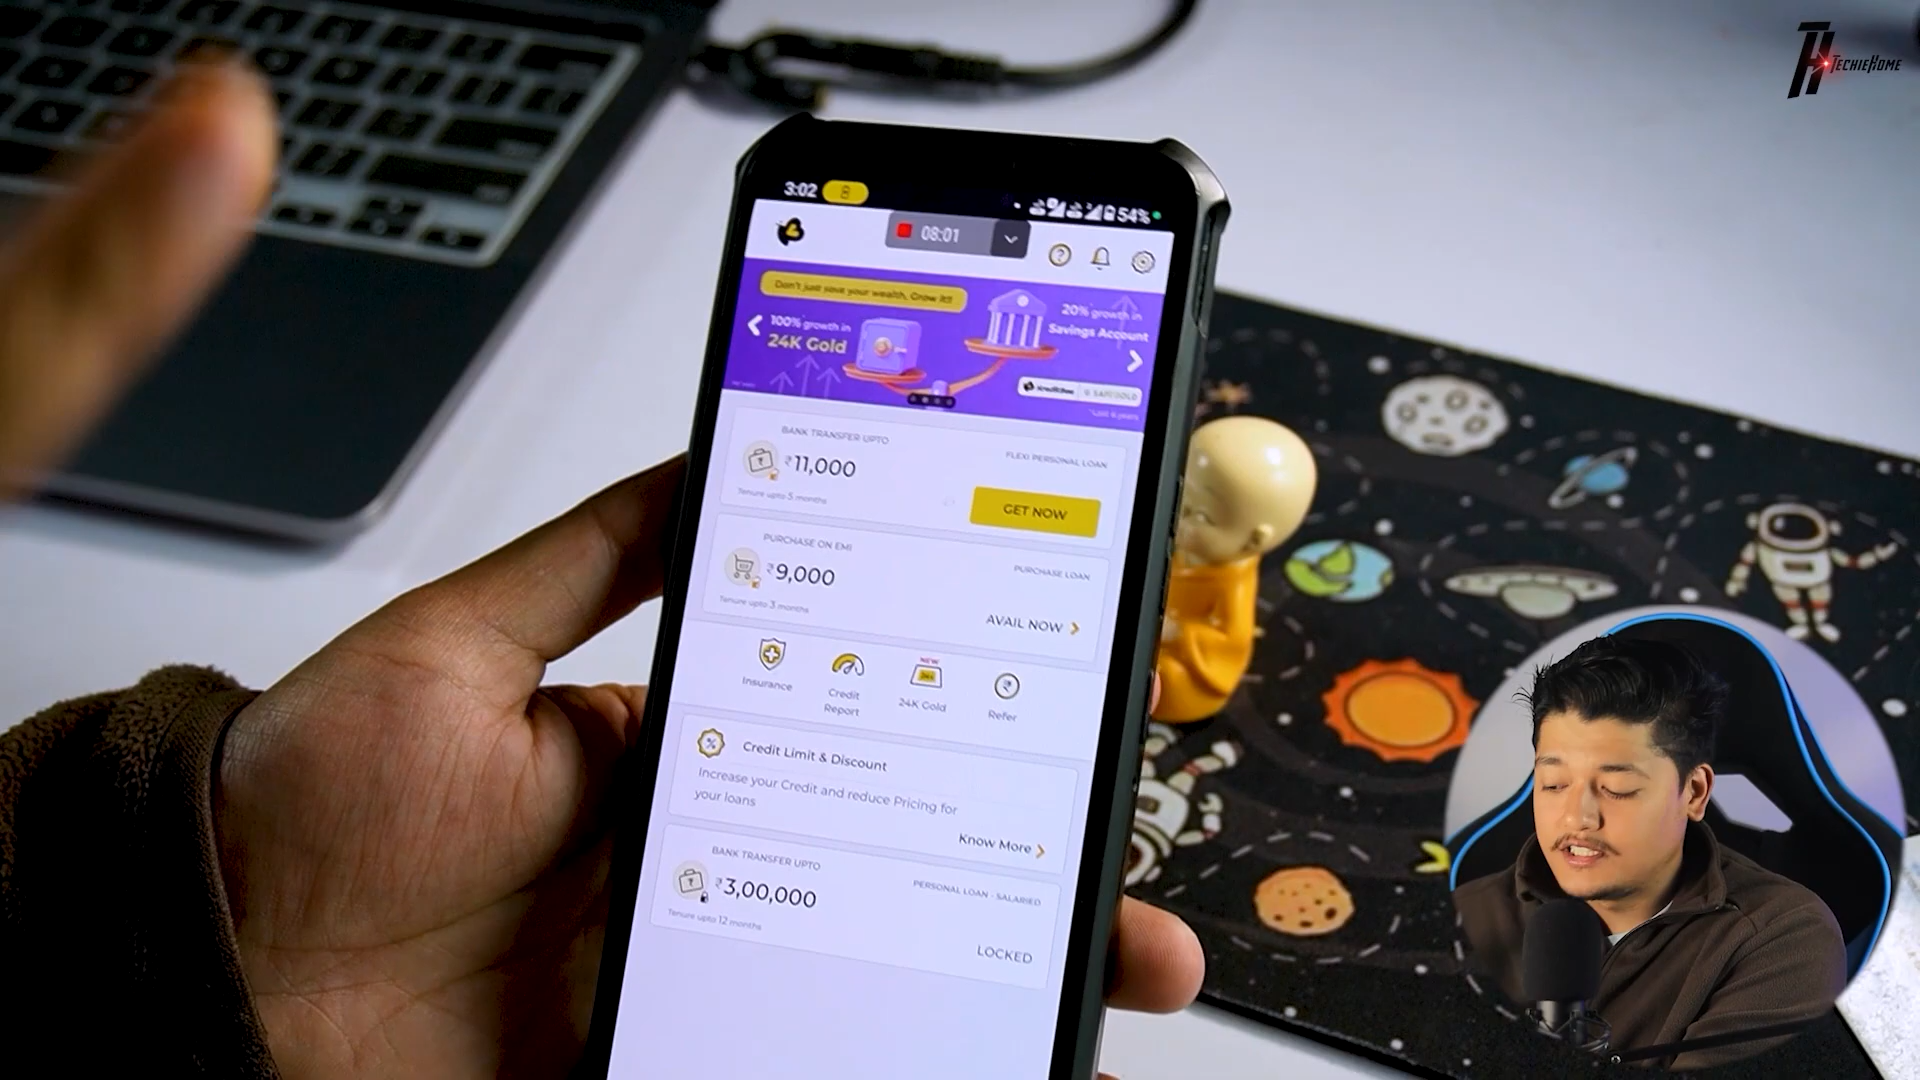 TECHIEHOME
3:02
54%
08:01
Don't just save your wealth, Grow it!!
100% growth in
24K Gold
20% growth in
Savings Account
KreditBee
SAFEGOLD
BANK TRANSFER UPTO
FLEXI PERSONAL LOAN
₹11,000
Tenure upto 5 months
GET NOW
PURCHASE ON EMI
PURCHASE LOAN
₹9,000
Tenure upto 3 months
AVAIL NOW
Insurance
Credit
Report
NEW
24K Gold
Refer
Credit Limit & Discount
Increase your Credit and reduce Pricing for
your loans
Know More
BANK TRANSFER UPTO
PERSONAL LOAN - SALARIED
₹3,00,000
Tenure upto 12 months
LOCKED